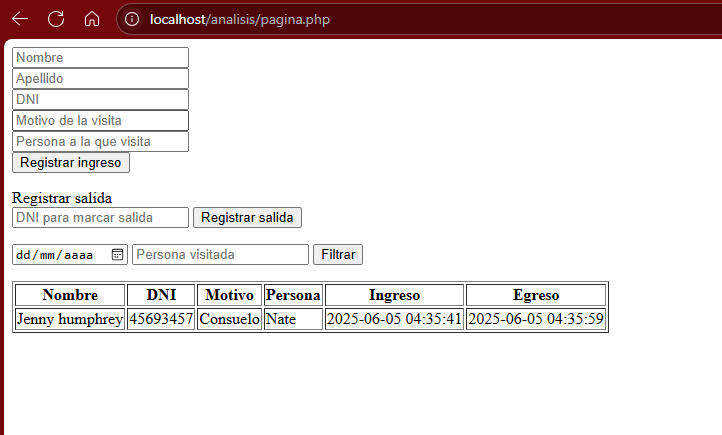 localhost/analisis/pagina.php
Nombre
Apellido
DNI
Motivo de la visita
Persona a la que visita
Registrar ingreso
Registrar salida
DNI para marcar salida Registrar salida
dd/mm/aaaa Persona visitada Filtrar
Nombre DNI Motivo Persona Ingreso Egreso
Jenny humphrey 45693457 Consuelo Nate 2025-06-05 04:35:41 2025-06-05 04:35:59